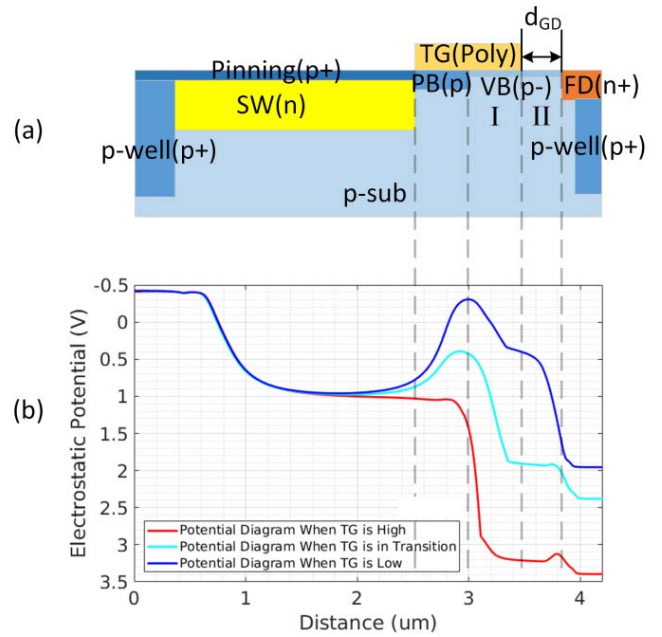 d_GD
TG(Poly)
Pinning(p+)
PB(p) VB(p-) FD(n+)
SW(n)
I II
(a)
p-well(p+)
p-well(p+)
p-sub
-0.5
0
0.5
1
1.5
2
2.5
3
3.5
Electrostatic Potential (V)
(b)
Potential Diagram When TG is High
Potential Diagram When TG is in Transition
Potential Diagram When TG is Low
0 1 2 3 4
Distance (um)